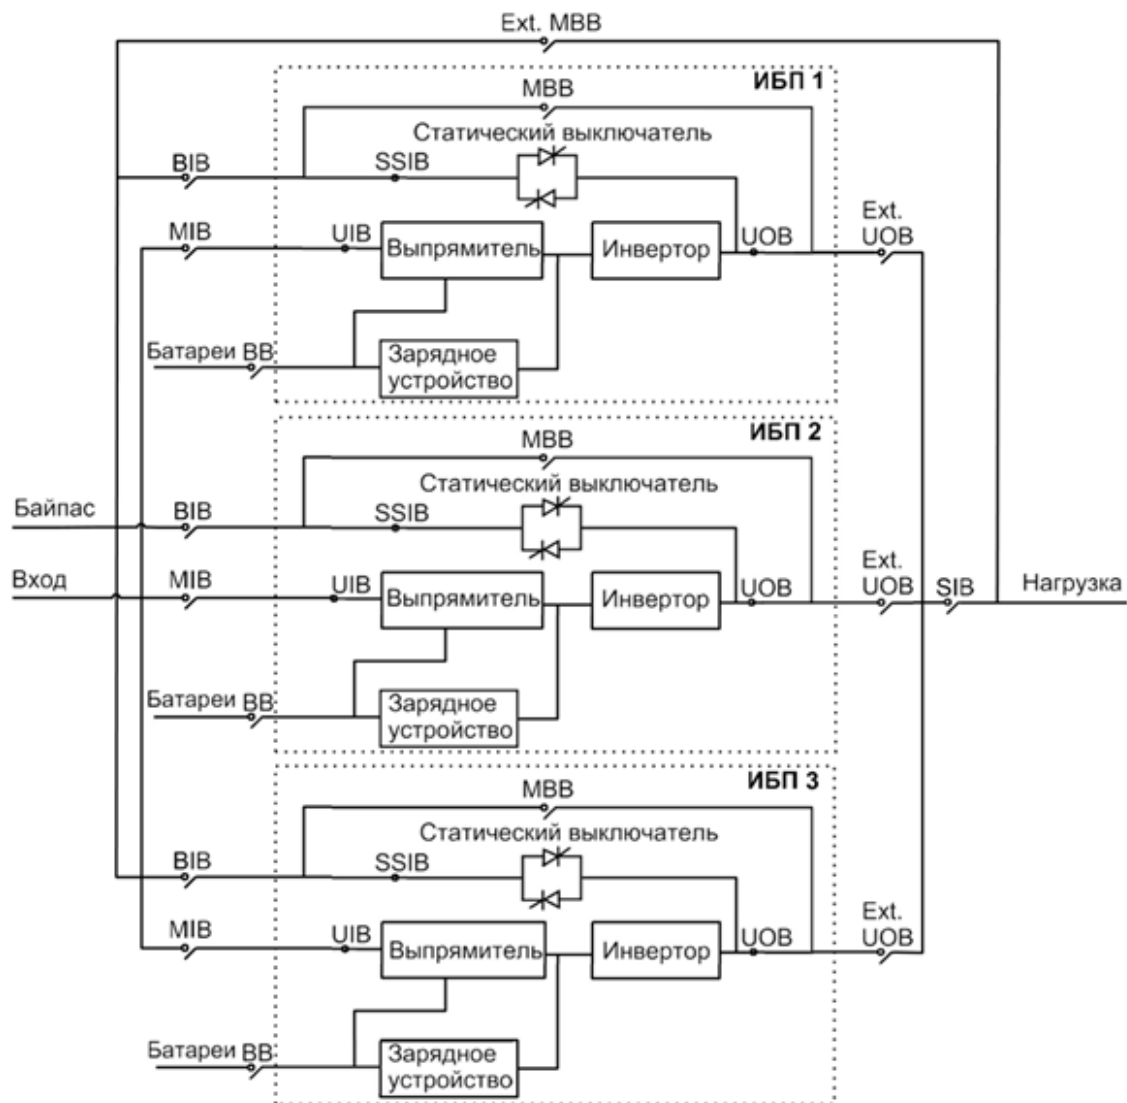 Ext. MBB
ИБП 1
MBB
Статический выключатель
BIB
SSIB
MIB
UIB
Выпрямитель
Инвертор
UOB
Ext.
UOB
Батареи BB
Зарядное
устройство
ИБП 2
MBB
Статический выключатель
Байпас
BIB
SSIB
Вход
MIB
UIB
Выпрямитель
Инвертор
UOB
Ext.
UOB
SIB
Нагрузка
Батареи BB
Зарядное
устройство
ИБП 3
MBB
Статический выключатель
BIB
SSIB
MIB
UIB
Выпрямитель
Инвертор
UOB
Ext.
UOB
Батареи BB
Зарядное
устройство